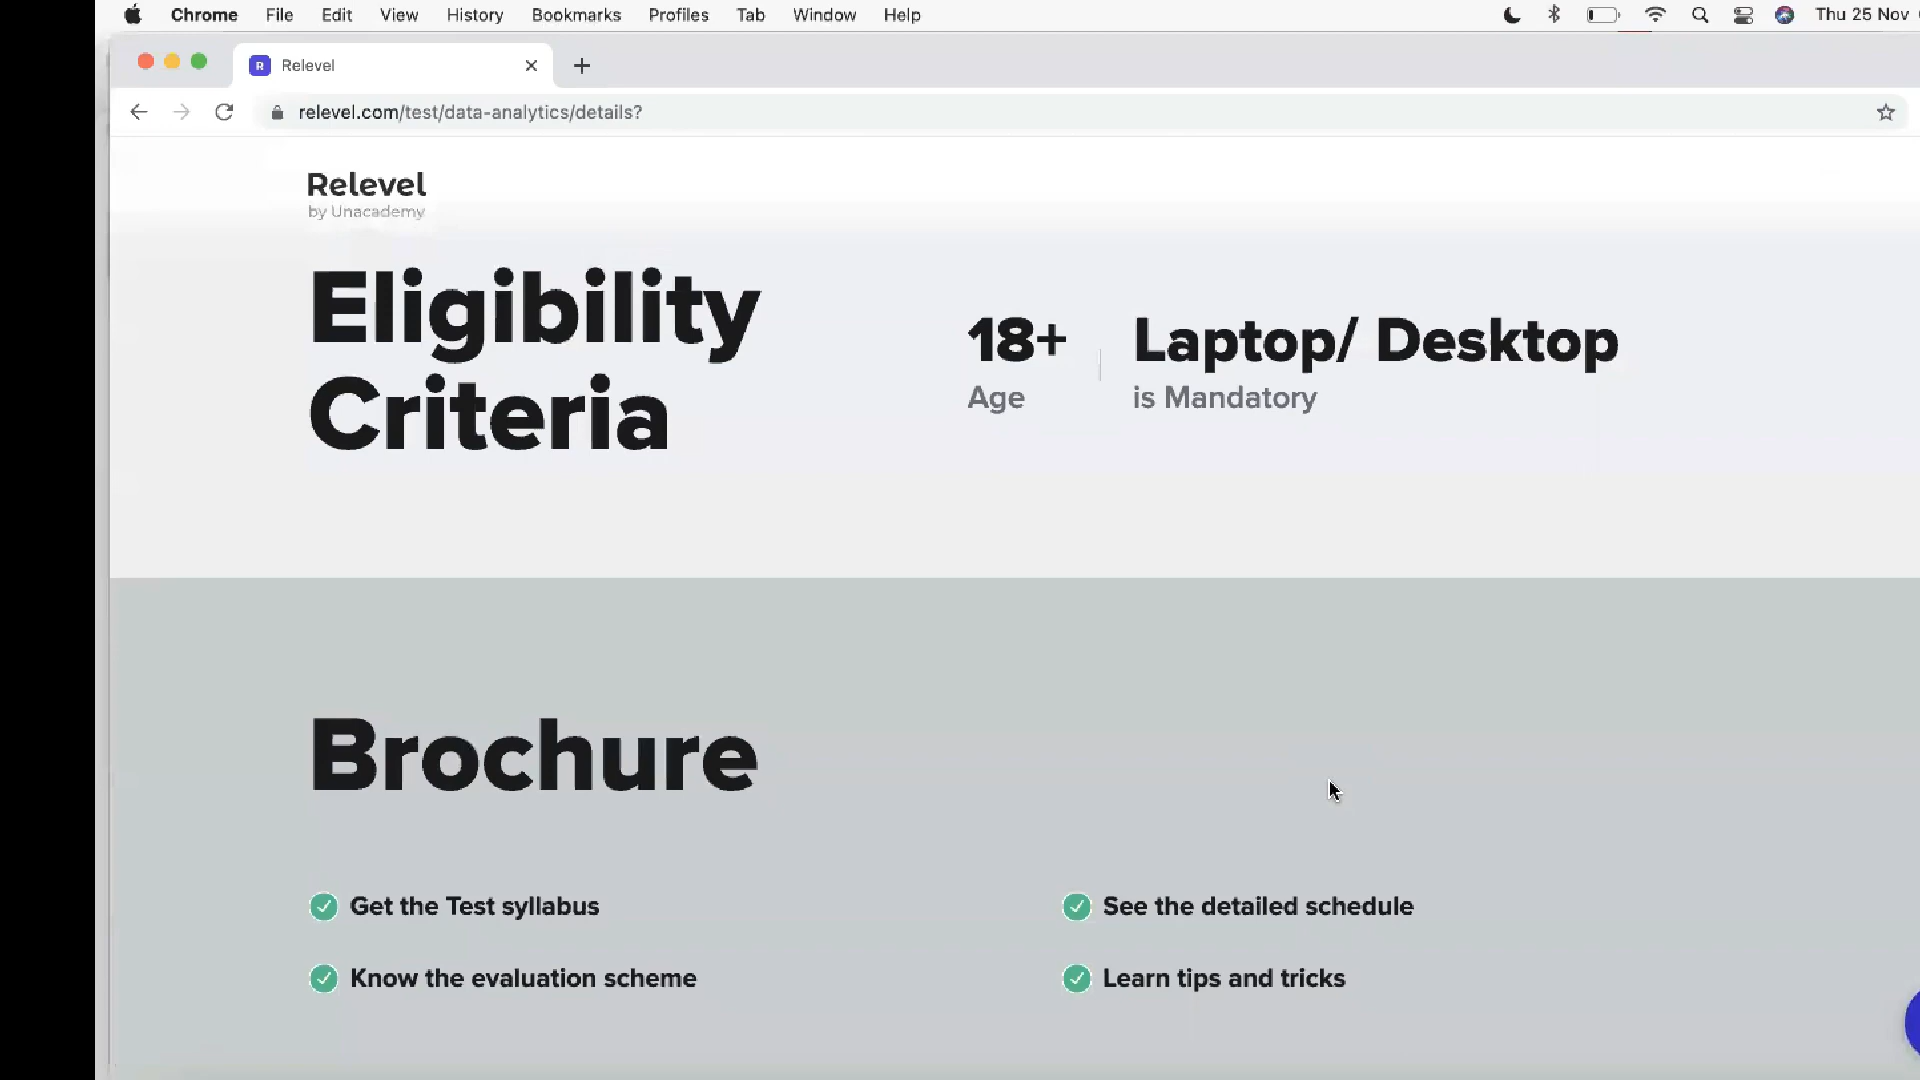 Chrome File Edit View History Bookmarks Profiles Tab Window Help Thu 25 Nov
R Relevel
relevel.com/test/data-analytics/details?
Relevel
by Unacademy
Eligibility
Criteria
18+
Age
Laptop/ Desktop
is Mandatory
Brochure
Get the Test syllabus
See the detailed schedule
Know the evaluation scheme
Learn tips and tricks